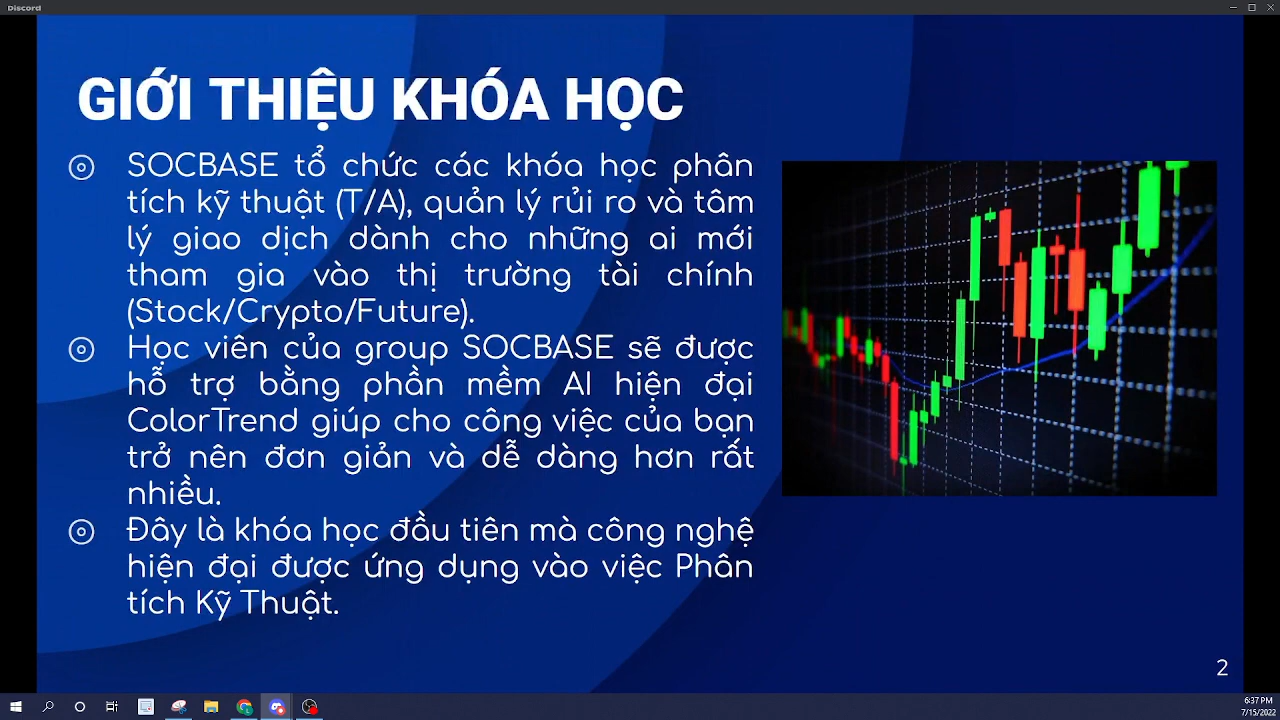 Discord
GIỚI THIỆU KHÓA HỌC
SOCBASE tổ chức các khóa học phân
tích kỹ thuật (T/A), quản lý rủi ro và tâm
lý giao dịch dành cho những ai mới
tham gia vào thị trường tài chính
(Stock/Crypto/Future).
Học viên của group SOCBASE sẽ được
hỗ trợ bằng phần mềm AI hiện đại
ColorTrend giúp cho công việc của bạn
trở nên đơn giản và dễ dàng hơn rất
nhiều.
Đây là khóa học đầu tiên mà công nghệ
hiện đại được ứng dụng vào việc Phân
tích Kỹ Thuật.
2
6:37 PM
7/15/2022